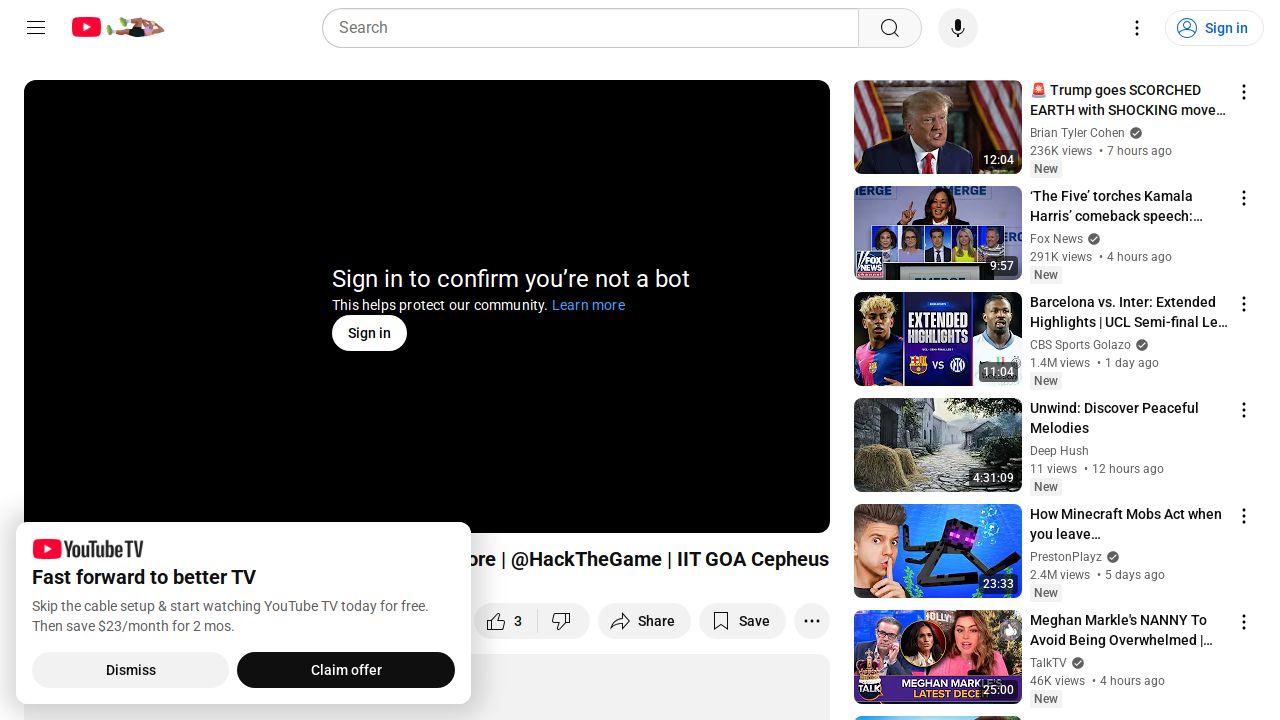 Search
Sign in
Sign in to confirm you're not a bot
This helps protect our community. Learn more
Sign in
ore | @HackTheGame | IIT GOA Cepheus
3
Share
Save
YouTube TV
Fast forward to better TV
Skip the cable setup & start watching YouTube TV today for free.
Then save $23/month for 2 mos.
Dismiss
Claim offer
12:04
🚨 Trump goes SCORCHED
EARTH with SHOCKING move…
Brian Tyler Cohen
236K views • 7 hours ago
New
MERGE
EMERGE
FOX
NEWS
channel
9:57
‘The Five’ torches Kamala
Harris’ comeback speech:…
Fox News
291K views • 4 hours ago
New
EXTENDED
HIGHLIGHTS
VS
11:04
Barcelona vs. Inter: Extended
Highlights | UCL Semi-final Le…
CBS Sports Golazo
1.4M views • 1 day ago
New
4:31:09
Unwind: Discover Peaceful
Melodies
Deep Hush
11 views • 12 hours ago
New
23:33
How Minecraft Mobs Act when
you leave…
PrestonPlayz
2.4M views • 5 days ago
New
TALK
MEGHAN MARKLE'S
LATEST
25:00
Meghan Markle's NANNY To
Avoid Being Overwhelmed |…
TalkTV
46K views • 4 hours ago
New